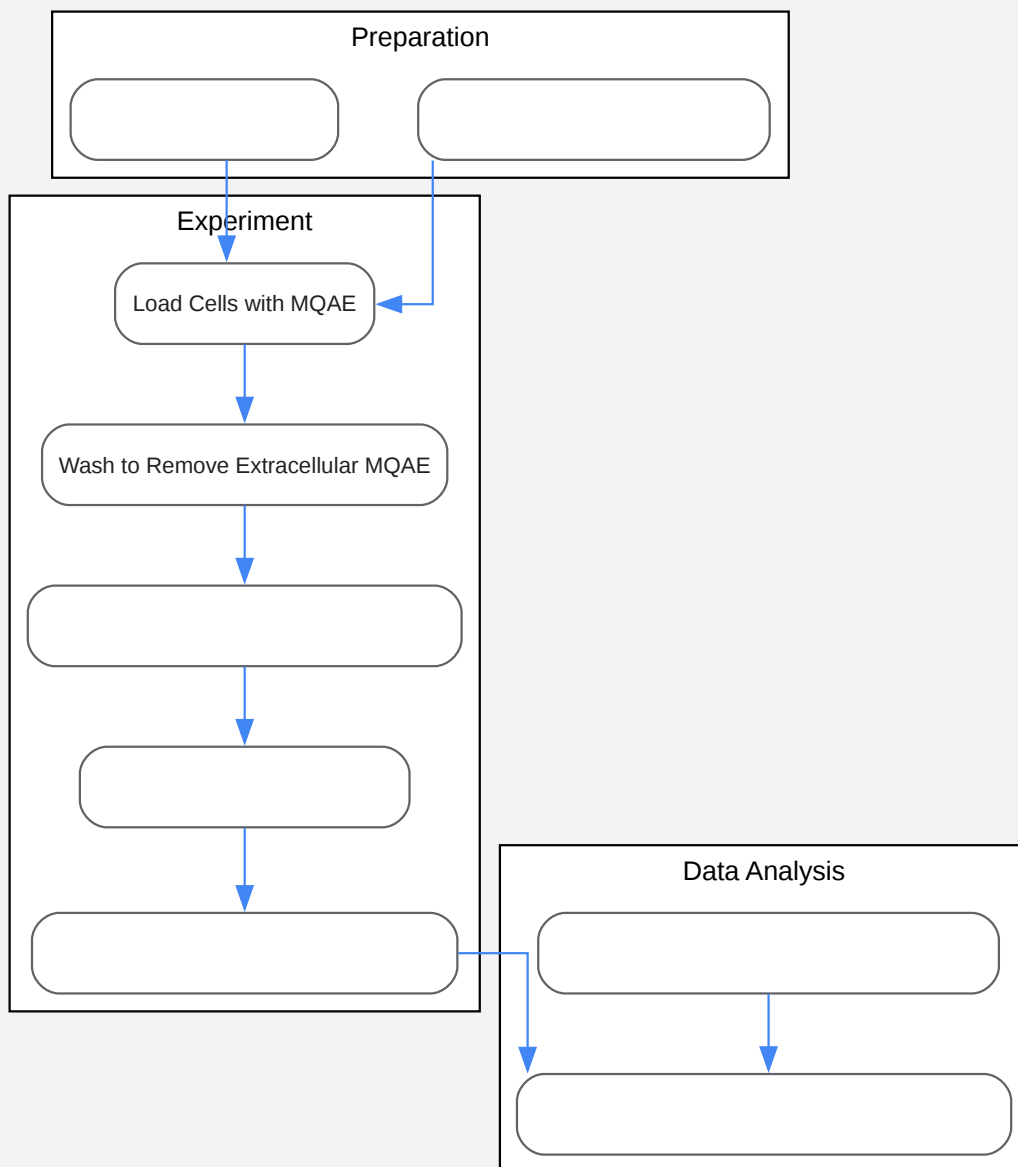 Preparation
Experiment
Load Cells with MQAE
Wash to Remove Extracellular MQAE
Data Analysis